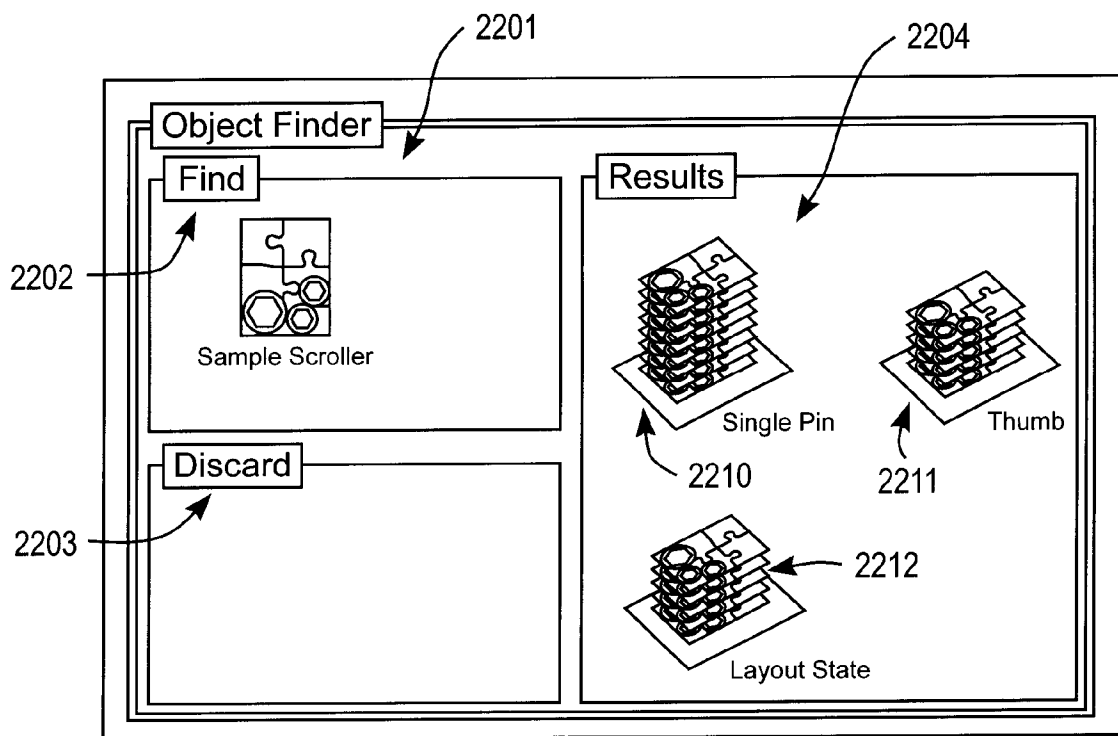 2201
2204
Object Finder
Find
Results
2202
Sample Scroller
Single Pin
Thumb
2210
2211
Discard
2203
2212
Layout State